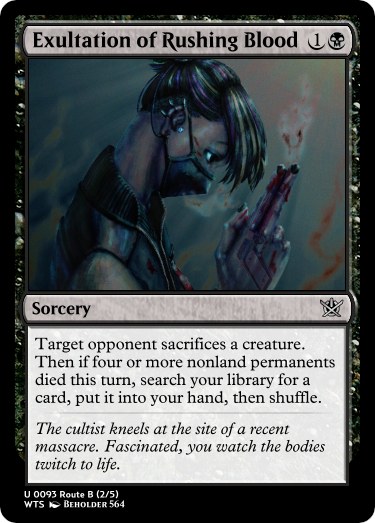 Exultation of Rushing Blood 1
Sorcery
Target opponent sacrifices a creature.
Then if four or more nonland permanents
died this turn, search your library for a
card, put it into your hand, then shuffle.
The cultist kneels at the site of a recent
massacre. Fascinated, you watch the bodies
twitch to life.
U 0093 Route B (2/5)
WTS Beholder 564